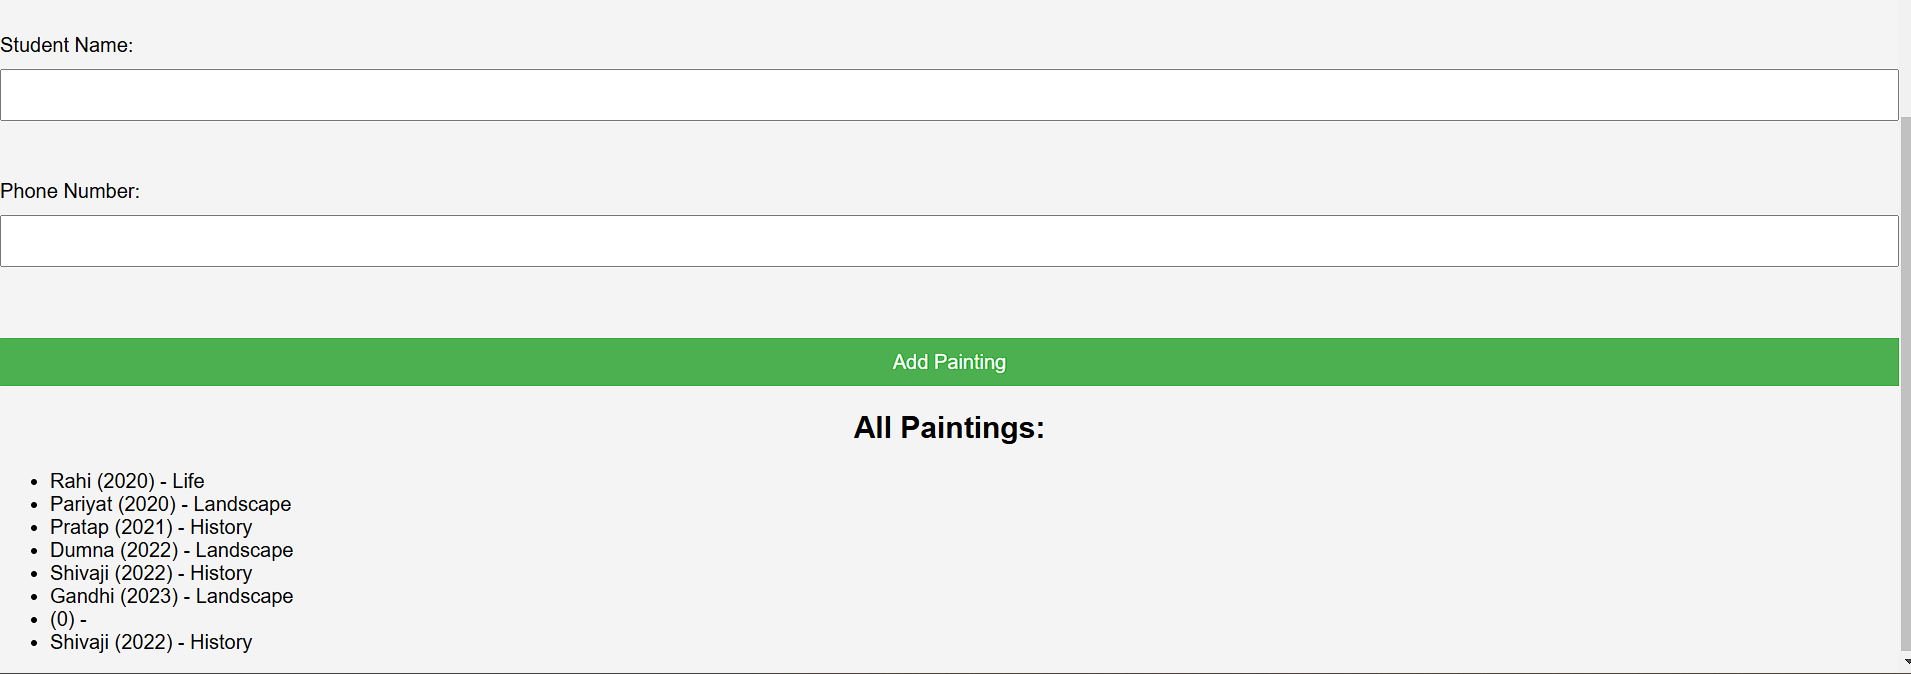 Student Name:
Phone Number:
Add Painting
All Paintings:
• Rahi (2020) - Life
• Pariyat (2020) - Landscape
• Pratap (2021) - History
• Dumna (2022) - Landscape
• Shivaji (2022) - History
• Gandhi (2023) - Landscape
• (0) -
• Shivaji (2022) - History